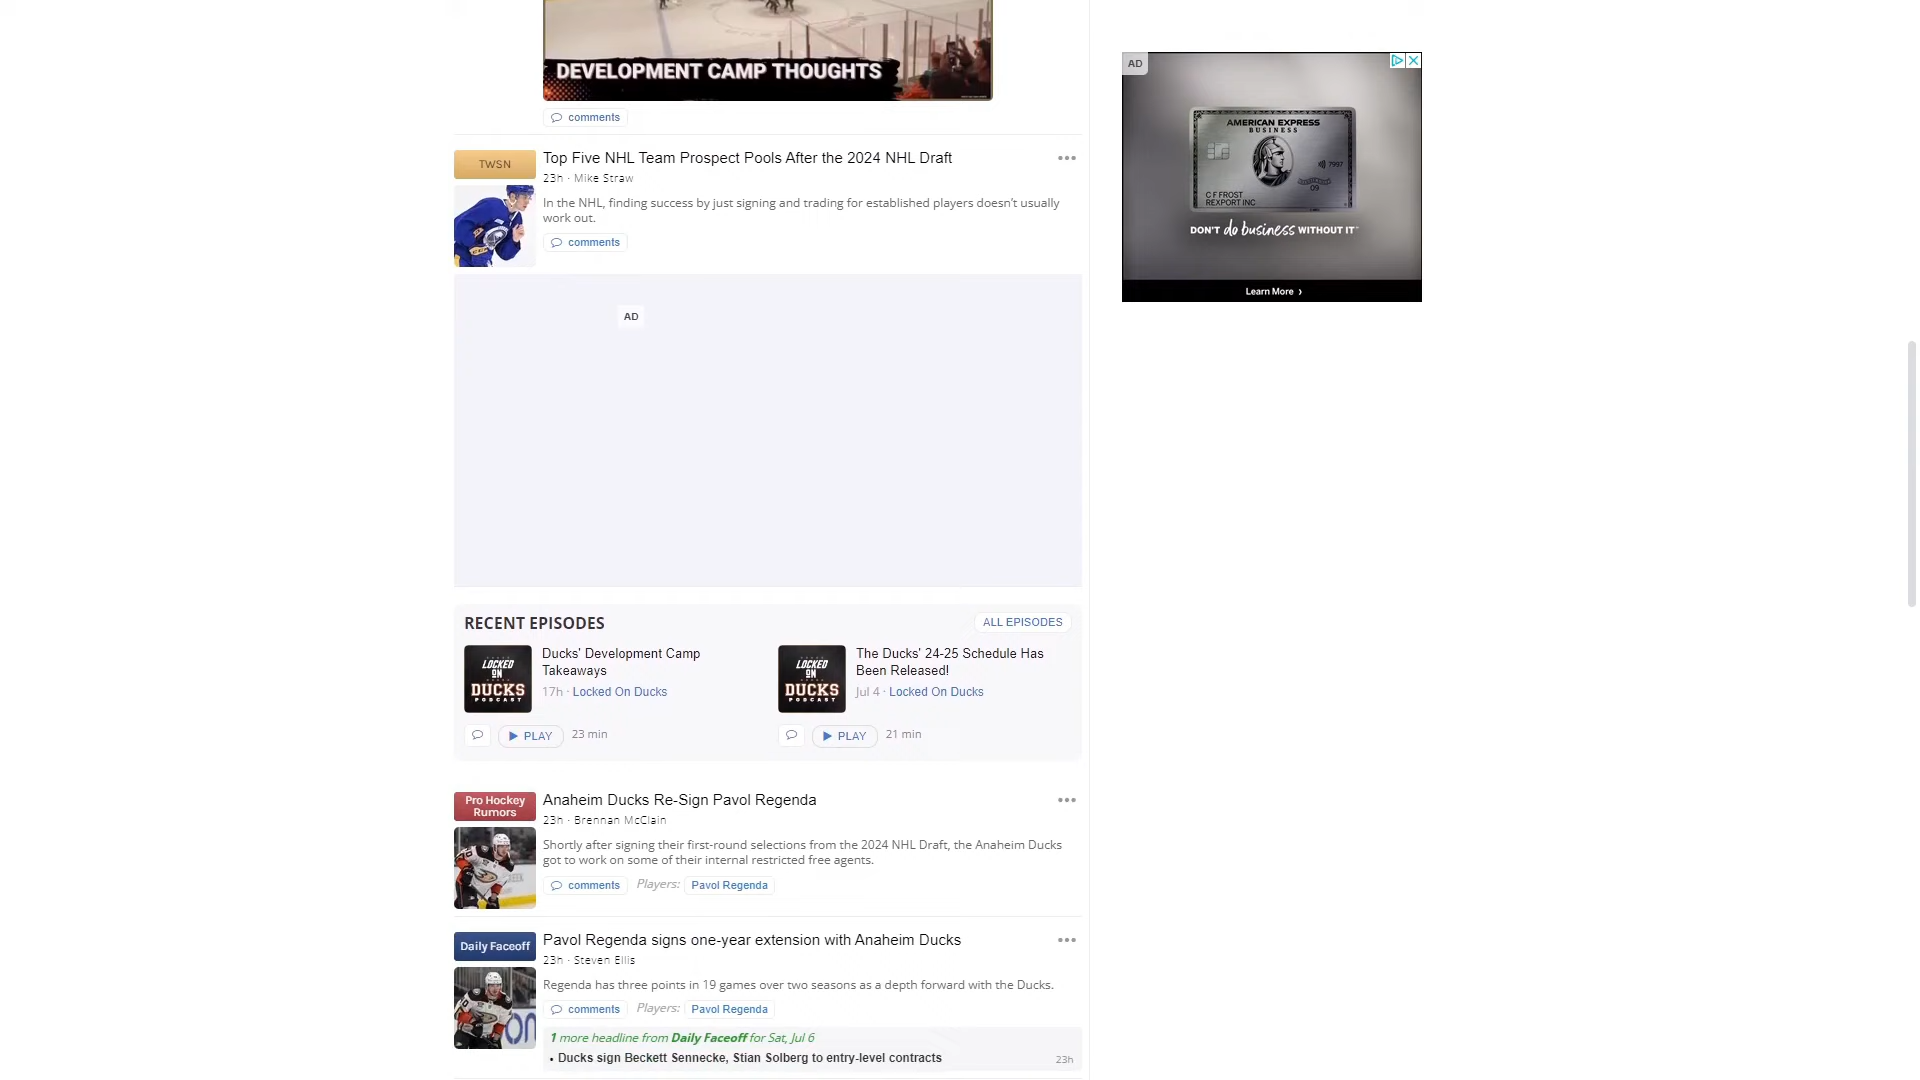 DEVELOPMENT CAMP THOUGHTS
comments
TWSN
Top Five NHL Team Prospect Pools After the 2024 NHL Draft
23h · Mike Straw
In the NHL, finding success by just signing and trading for established players doesn't usually
work out.
comments
AD
RECENT EPISODES
ALL EPISODES
LOCKED
ON
DUCKS
PODCAST
Ducks' Development Camp
Takeaways
17h · Locked On Ducks
PLAY
23 min
LOCKED
ON
DUCKS
PODCAST
The Ducks' 24-25 Schedule Has
Been Released!
Jul 4 · Locked On Ducks
PLAY
21 min
Pro Hockey
Rumors
Anaheim Ducks Re-Sign Pavol Regenda
23h · Brennan McClain
Shortly after signing their first-round selections from the 2024 NHL Draft, the Anaheim Ducks
got to work on some of their internal restricted free agents.
comments Players: Pavol Regenda
Daily Faceoff
Pavol Regenda signs one-year extension with Anaheim Ducks
23h · Steven Ellis
Regenda has three points in 19 games over two seasons as a depth forward with the Ducks.
comments Players: Pavol Regenda
1 more headline from Daily Faceoff for Sat, Jul 6
• Ducks sign Beckett Sennecke, Stian Solberg to entry-level contracts 23h
AD
AMERICAN EXPRESS
BUSINESS
7997
09
C F FROST
REXPORT INC
DON'T do business WITHOUT IT
Learn More ›